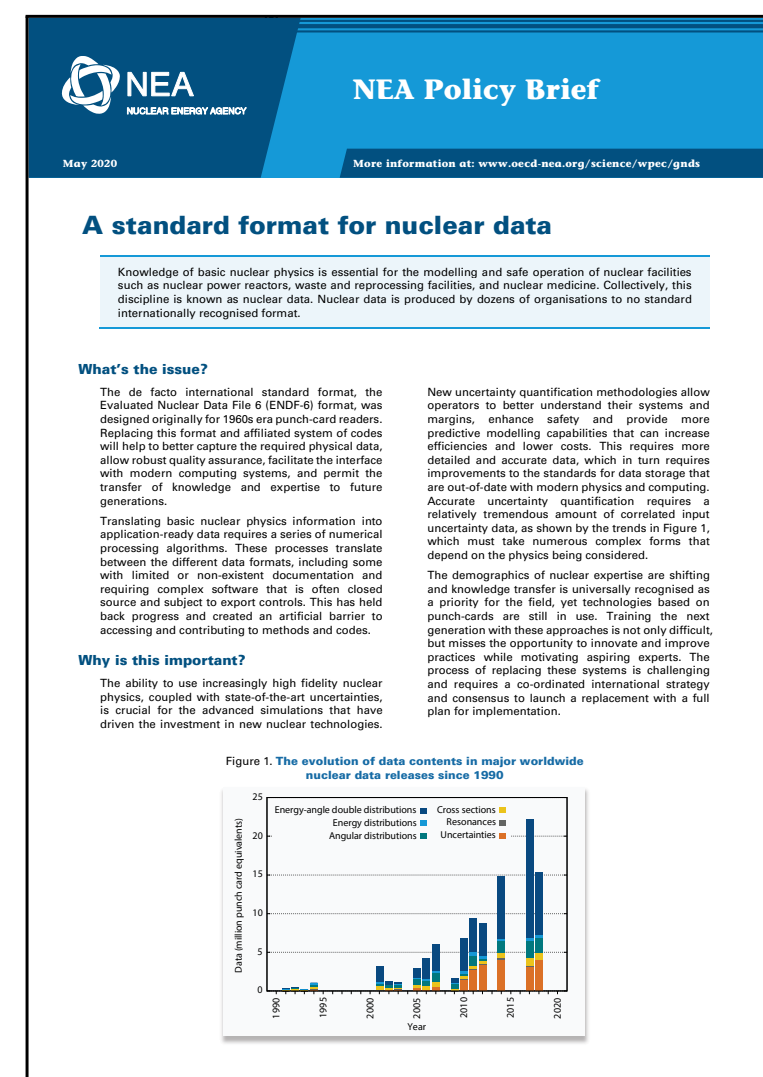 NEA
NUCLEAR ENERGY AGENCY
NEA Policy Brief
May 2020
More information at: www.oecd-nea.org/science/wpec/gnds
A standard format for nuclear data
Knowledge of basic nuclear physics is essential for the modelling and safe operation of nuclear facilities
such as nuclear power reactors, waste and reprocessing facilities, and nuclear medicine. Collectively, this
discipline is known as nuclear data. Nuclear data is produced by dozens of organisations to no standard
internationally recognised format.
What's the issue?
The de facto international standard format, the
Evaluated Nuclear Data File 6 (ENDF-6) format, was
designed originally for 1960s era punch-card readers.
Replacing this format and affiliated system of codes
will help to better capture the required physical data,
allow robust quality assurance, facilitate the interface
with modern computing systems, and permit the
transfer of knowledge and expertise to future
generations.
Translating basic nuclear physics information into
application-ready data requires a series of numerical
processing algorithms. These processes translate
between the different data formats, including some
with limited or non-existent documentation and
requiring complex software that is often closed
source and subject to export controls. This has held
back progress and created an artificial barrier to
accessing and contributing to methods and codes.
Why is this important?
The ability to use increasingly high fidelity nuclear
physics, coupled with state-of-the-art uncertainties,
is crucial for the advanced simulations that have
driven the investment in new nuclear technologies.
New uncertainty quantification methodologies allow
operators to better understand their systems and
margins, enhance safety and provide more
predictive modelling capabilities that can increase
efficiencies and lower costs. This requires more
detailed and accurate data, which in turn requires
improvements to the standards for data storage that
are out-of-date with modern physics and computing.
Accurate uncertainty quantification requires a
relatively tremendous amount of correlated input
uncertainty data, as shown by the trends in Figure 1,
which must take numerous complex forms that
depend on the physics being considered.
The demographics of nuclear expertise are shifting
and knowledge transfer is universally recognised as
a priority for the field, yet technologies based on
punch-cards are still in use. Training the next
generation with these approaches is not only difficult,
but misses the opportunity to innovate and improve
practices while motivating aspiring experts. The
process of replacing these systems is challenging
and requires a co-ordinated international strategy
and consensus to launch a replacement with a full
plan for implementation.
Figure 1. The evolution of data contents in major worldwide
nuclear data releases since 1990
Data (million punch card equivalents)
25
20
15
10
5
0
Energy-angle double distributions
Energy distributions
Angular distributions
Cross sections
Resonances
Uncertainties
1990
1995
2000
2005
2010
2015
2020
Year